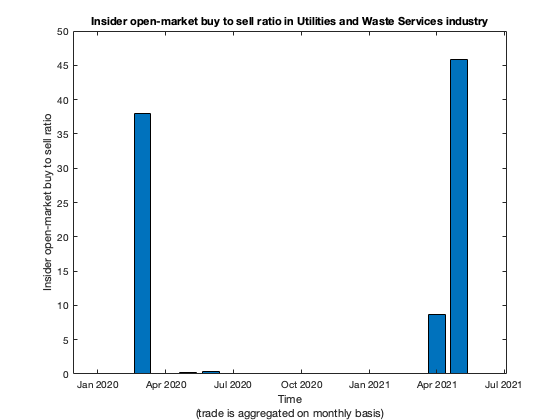 Insider open-market buy to sell ratio in Utilities and Waste Services industry
Insider open-market buy to sell ratio
50
45
40
35
30
25
20
15
10
5
0
Jan 2020 Apr 2020 Jul 2020 Oct 2020 Jan 2021 Apr 2021 Jul 2021
Time
(trade is aggregated on monthly basis)